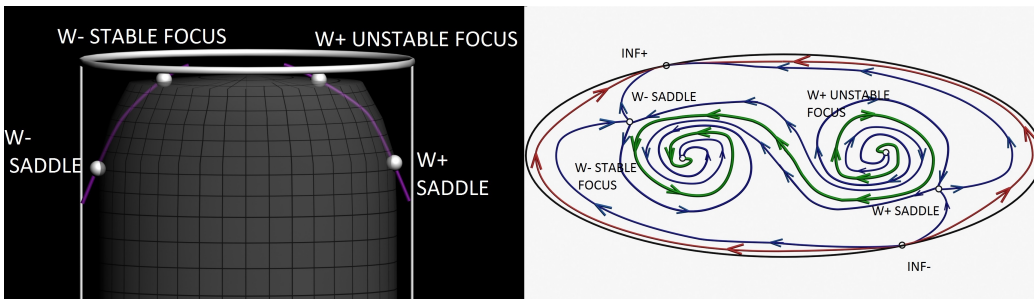 W- STABLE FOCUS
W+ UNSTABLE FOCUS
W-
SADDLE
W+
SADDLE
INF+
W- SADDLE
W+ UNSTABLE
FOCUS
W- STABLE
FOCUS
W+ SADDLE
INF-